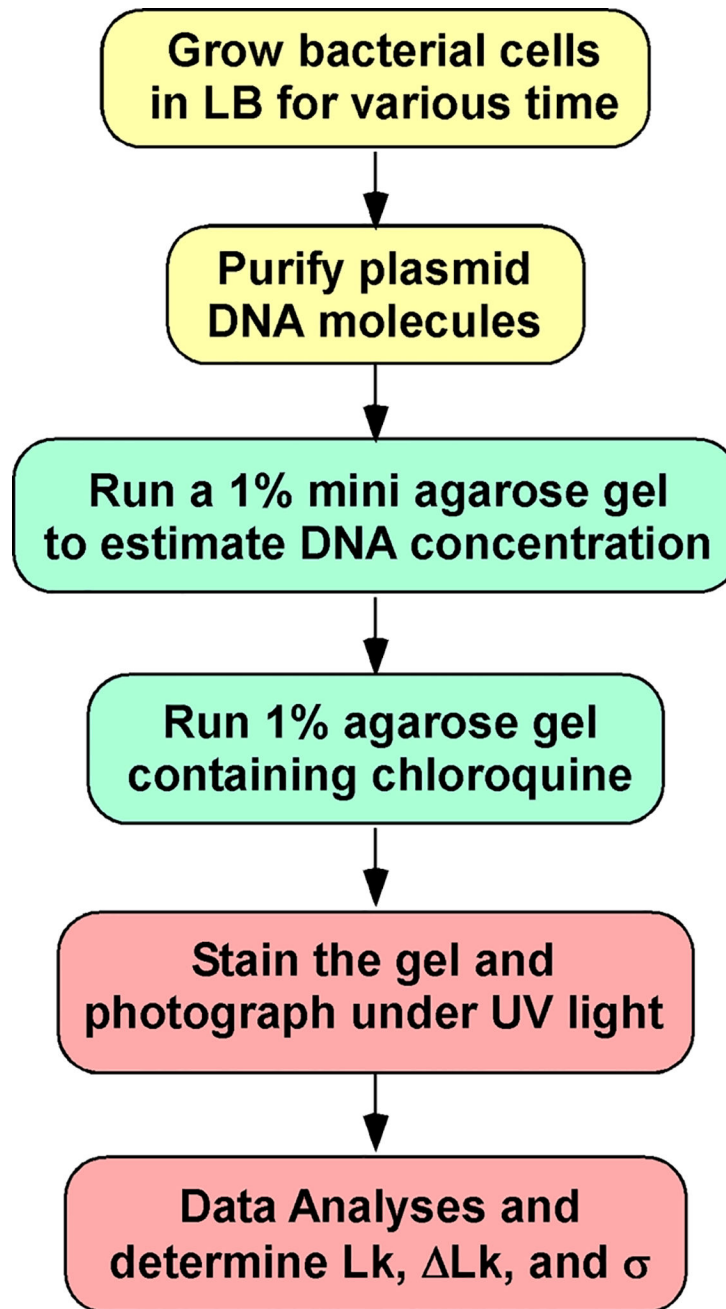 Grow bacterial cells
in LB for various time
Purify plasmid
DNA molecules
Run a 1% mini agarose gel
to estimate DNA concentration
Run 1% agarose gel
containing chloroquine
Stain the gel and
photograph under UV light
Data Analyses and
determine Lk, ΔLk, and σ